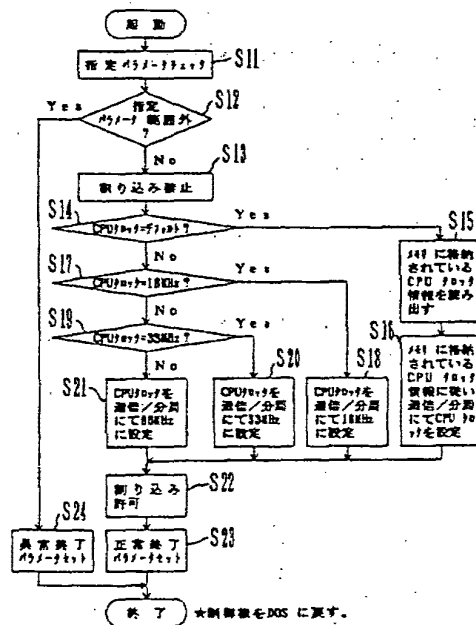 起動
S11
指定パラメータチェック
Yes
S12
指定
パラメータ範囲外
?
No
S13
割り込み禁止
S14
Yes
S15
CPUクロック=デフォルト?
メモリに格納
されている
CPUクロック
情報を読み
出す
No
S17
Yes
CPUクロック=16KHz?
No
S16
S19
Yes
CPUクロック=33KHz?
メモリに格納
されている
CPUクロック
情報に従い
逓倍/分周
にてCPUクロ
ックを設定
No
S20
S18
S21
CPUクロックを
逓倍/分周
にて66KHz
に設定
CPUクロックを
逓倍/分周
にて33KHz
に設定
CPUクロックを
逓倍/分周
にて16KHz
に設定
S22
割り込み
許可
S24
S23
異常終了
パラメータセット
正常終了
パラメータセット
終了
★制御権をDOSに戻す。